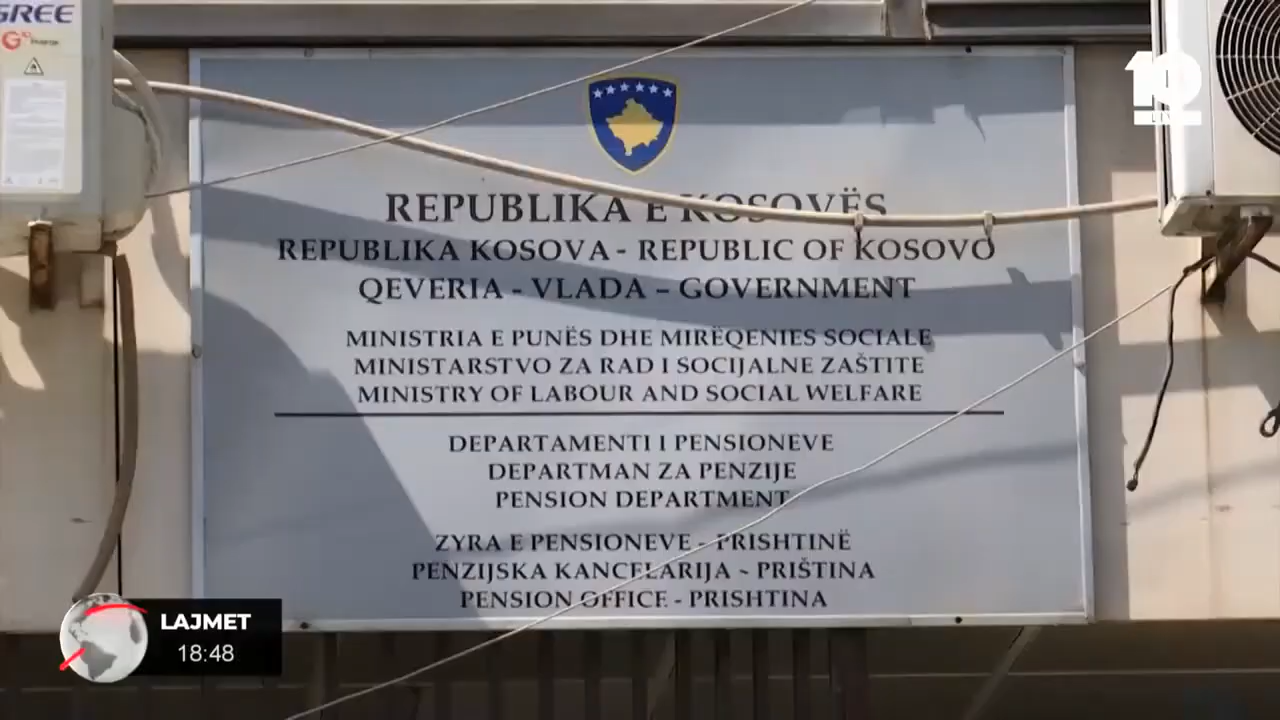 GREE
10
REPUBLIKA E KOSOVËS
REPUBLIKA KOSOVA - REPUBLIC OF KOSOVO
QEVERIA - VLADA – GOVERNMENT
MINISTRIA E PUNËS DHE MIRËQENIES SOCIALE
MINISTARSTVO ZA RAD I SOCIJALNE ZAŠTITE
MINISTRY OF LABOUR AND SOCIAL WELFARE
DEPARTAMENTI I PENSIONEVE
DEPARTMAN ZA PENZIJE
PENSION DEPARTMENT
ZYRA E PENSIONEVE - PRISHTINË
PENZIJSKA KANCELARIJA ~ PRIŠTINA
PENSION OFFICE - PRISHTINA
LAJMET
18:48